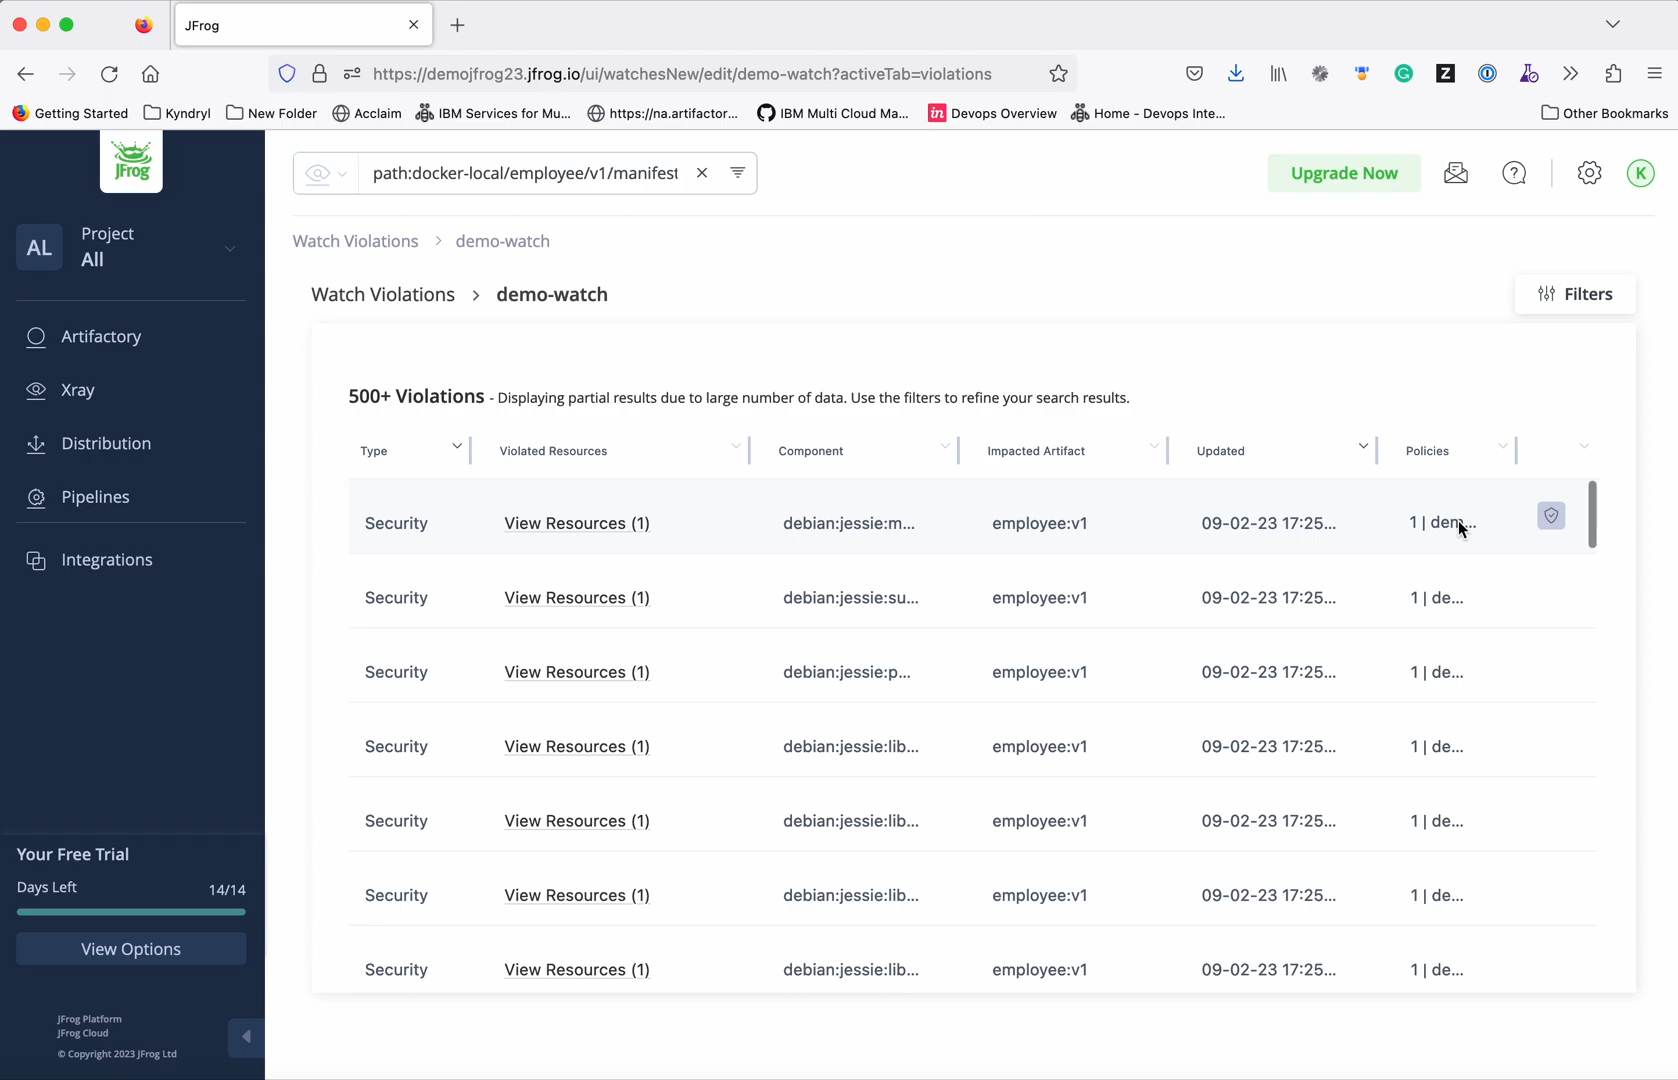 JFrog
https://demojfrog23.jfrog.io/ui/watchesNew/edit/demo-watch?activeTab=violations
Getting Started Kyndryl New Folder Acclaim IBM Services for Mu... https://na.artifactor... IBM Multi Cloud Ma... in Devops Overview Home - Devops Inte... Other Bookmarks
JFrog
path:docker-local/employee/v1/manifest
Upgrade Now
K
AL
Project
All
Artifactory
Xray
Distribution
Pipelines
Integrations
Your Free Trial
Days Left 14/14
View Options
JFrog Platform
JFrog Cloud
© Copyright 2023 JFrog Ltd
Watch Violations > demo-watch
Watch Violations > demo-watch
Filters
500+ Violations - Displaying partial results due to large number of data. Use the filters to refine your search results.
Type Violated Resources Component Impacted Artifact Updated Policies
Security View Resources (1) debian:jessie:m... employee:v1 09-02-23 17:25... 1 | dem...
Security View Resources (1) debian:jessie:su... employee:v1 09-02-23 17:25... 1 | de...
Security View Resources (1) debian:jessie:p... employee:v1 09-02-23 17:25... 1 | de...
Security View Resources (1) debian:jessie:lib... employee:v1 09-02-23 17:25... 1 | de...
Security View Resources (1) debian:jessie:lib... employee:v1 09-02-23 17:25... 1 | de...
Security View Resources (1) debian:jessie:lib... employee:v1 09-02-23 17:25... 1 | de...
Security View Resources (1) debian:jessie:lib... employee:v1 09-02-23 17:25... 1 | de...